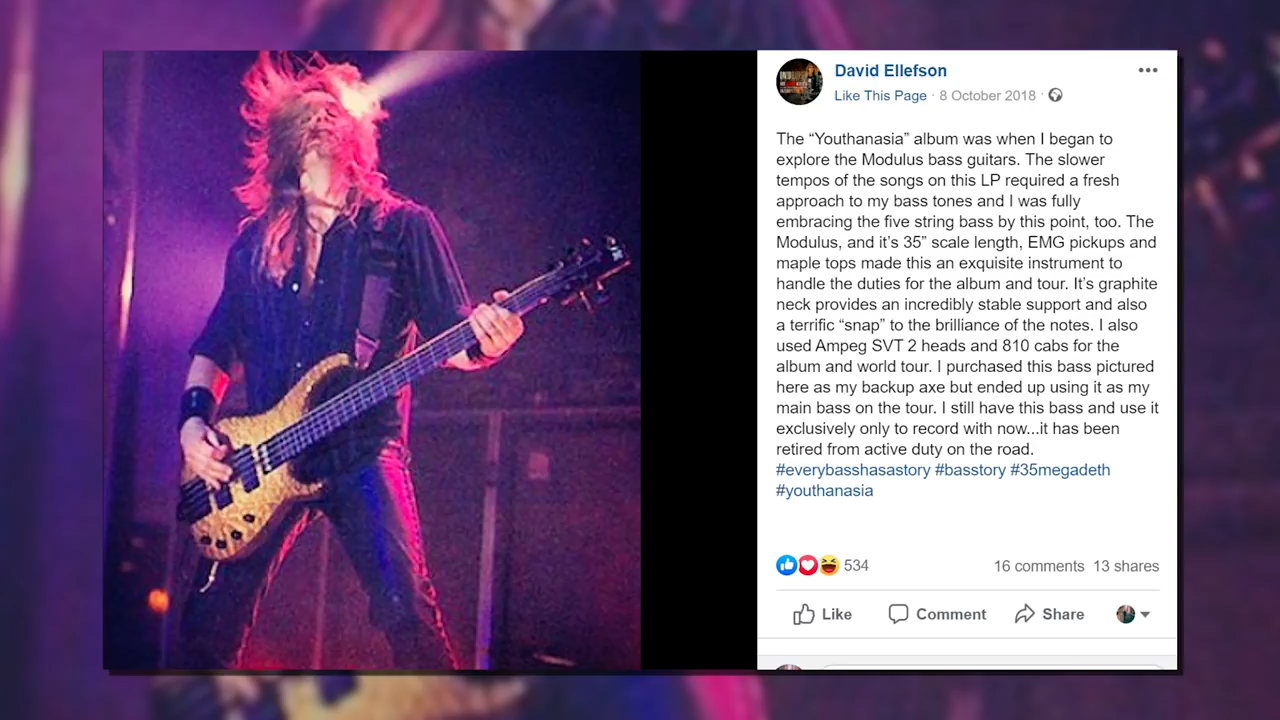 David Ellefson
Like This Page · 8 October 2018 ·
The “Youthanasia” album was when I began to
explore the Modulus bass guitars. The slower
tempos of the songs on this LP required a fresh
approach to my bass tones and I was fully
embracing the five string bass by this point, too. The
Modulus, and it’s 35” scale length, EMG pickups and
maple tops made this an exquisite instrument to
handle the duties for the album and tour. It’s graphite
neck provides an incredibly stable support and also
a terrific “snap” to the brilliance of the notes. I also
used Ampeg SVT 2 heads and 810 cabs for the
album and world tour. I purchased this bass pictured
here as my backup axe but ended up using it as my
main bass on the tour. I still have this bass and use it
exclusively only to record with now...it has been
retired from active duty on the road.
#everybasshasastory #basstory #35megadeth
#youthanasia
534 16 comments 13 shares
Like Comment Share